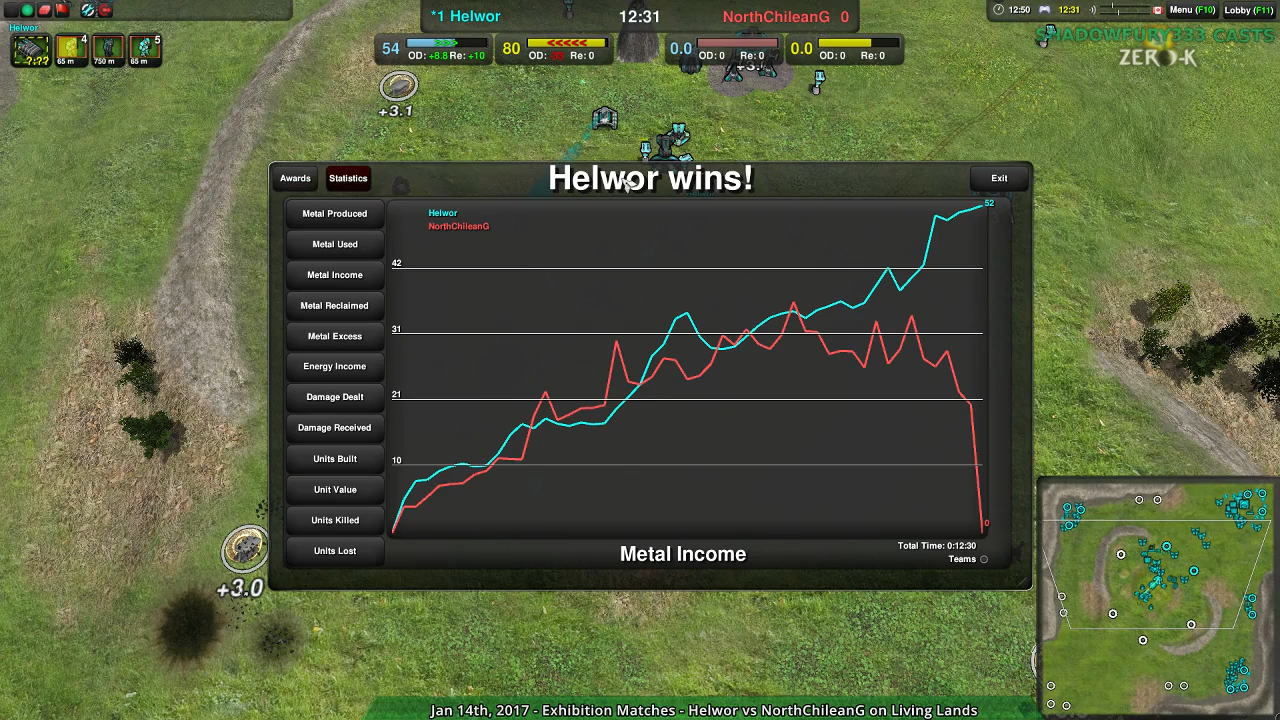 *1 Helwor 12:31 NorthChileanG 0
12:50 12:31 Menu (F10) Lobby (F11)
Helwor
SHADOWFURY333 CASTS
ZERO-K
4 5
65 m 750 m 65 m
54 OD: +8.8 Re: +10
80 OD: Re: 0
0.0 OD: 0 Re: 0
0.0 OD: 0 Re: 0
+3.1
Awards Statistics Helwor wins! Exit
Metal Produced
Metal Used
Metal Income
Metal Reclaimed
Metal Excess
Energy Income
Damage Dealt
Damage Received
Units Built
Unit Value
Units Killed
Units Lost
Helwor
NorthChileanG
52
42
31
21
10
0
Metal Income
Total Time: 0:12:30
Teams
+3.0
Jan 14th, 2017 - Exhibition Matches - Helwor vs NorthChileanG on Living Lands